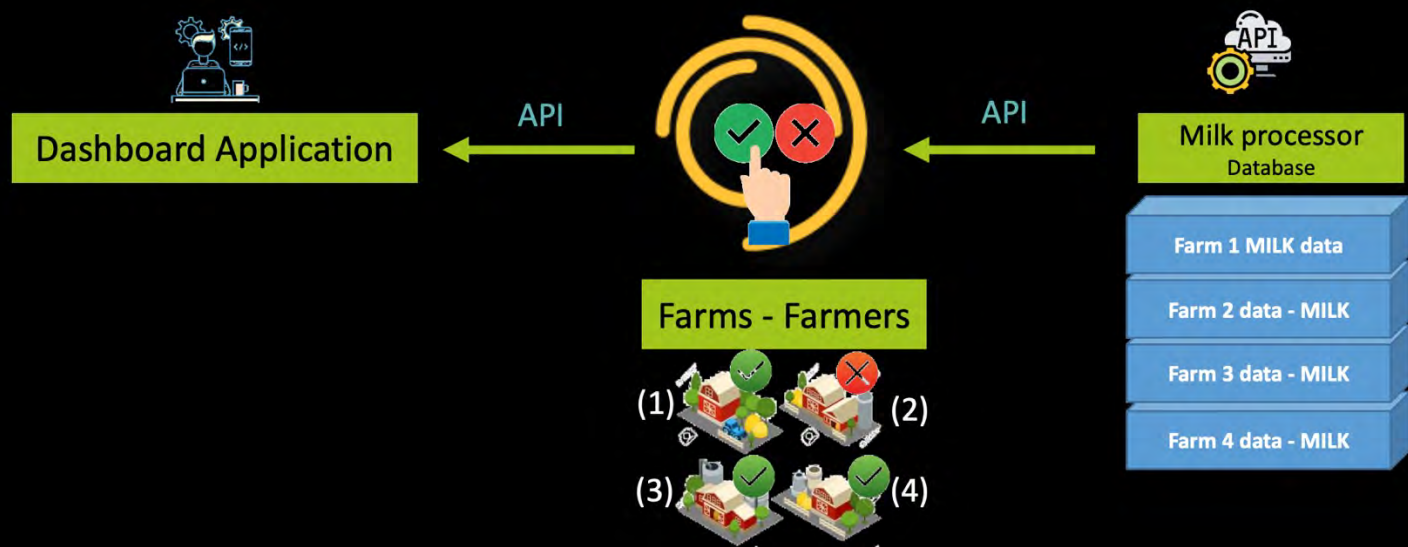 API
</>
Dashboard Application
API
API
Milk processor
Database
Farm 1 MILK data
Farm 2 data - MILK
Farm 3 data - MILK
Farm 4 data - MILK
Farms - Farmers
(1)
(2)
(3)
(4)